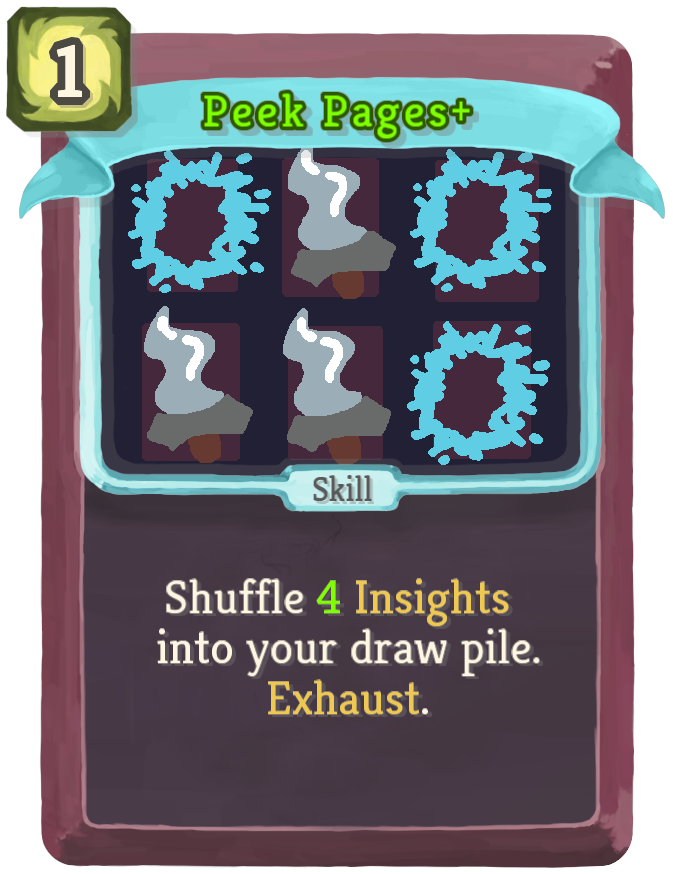 1
Peek Pages+
Skill
Shuffle 4 Insights
into your draw pile.
Exhaust.